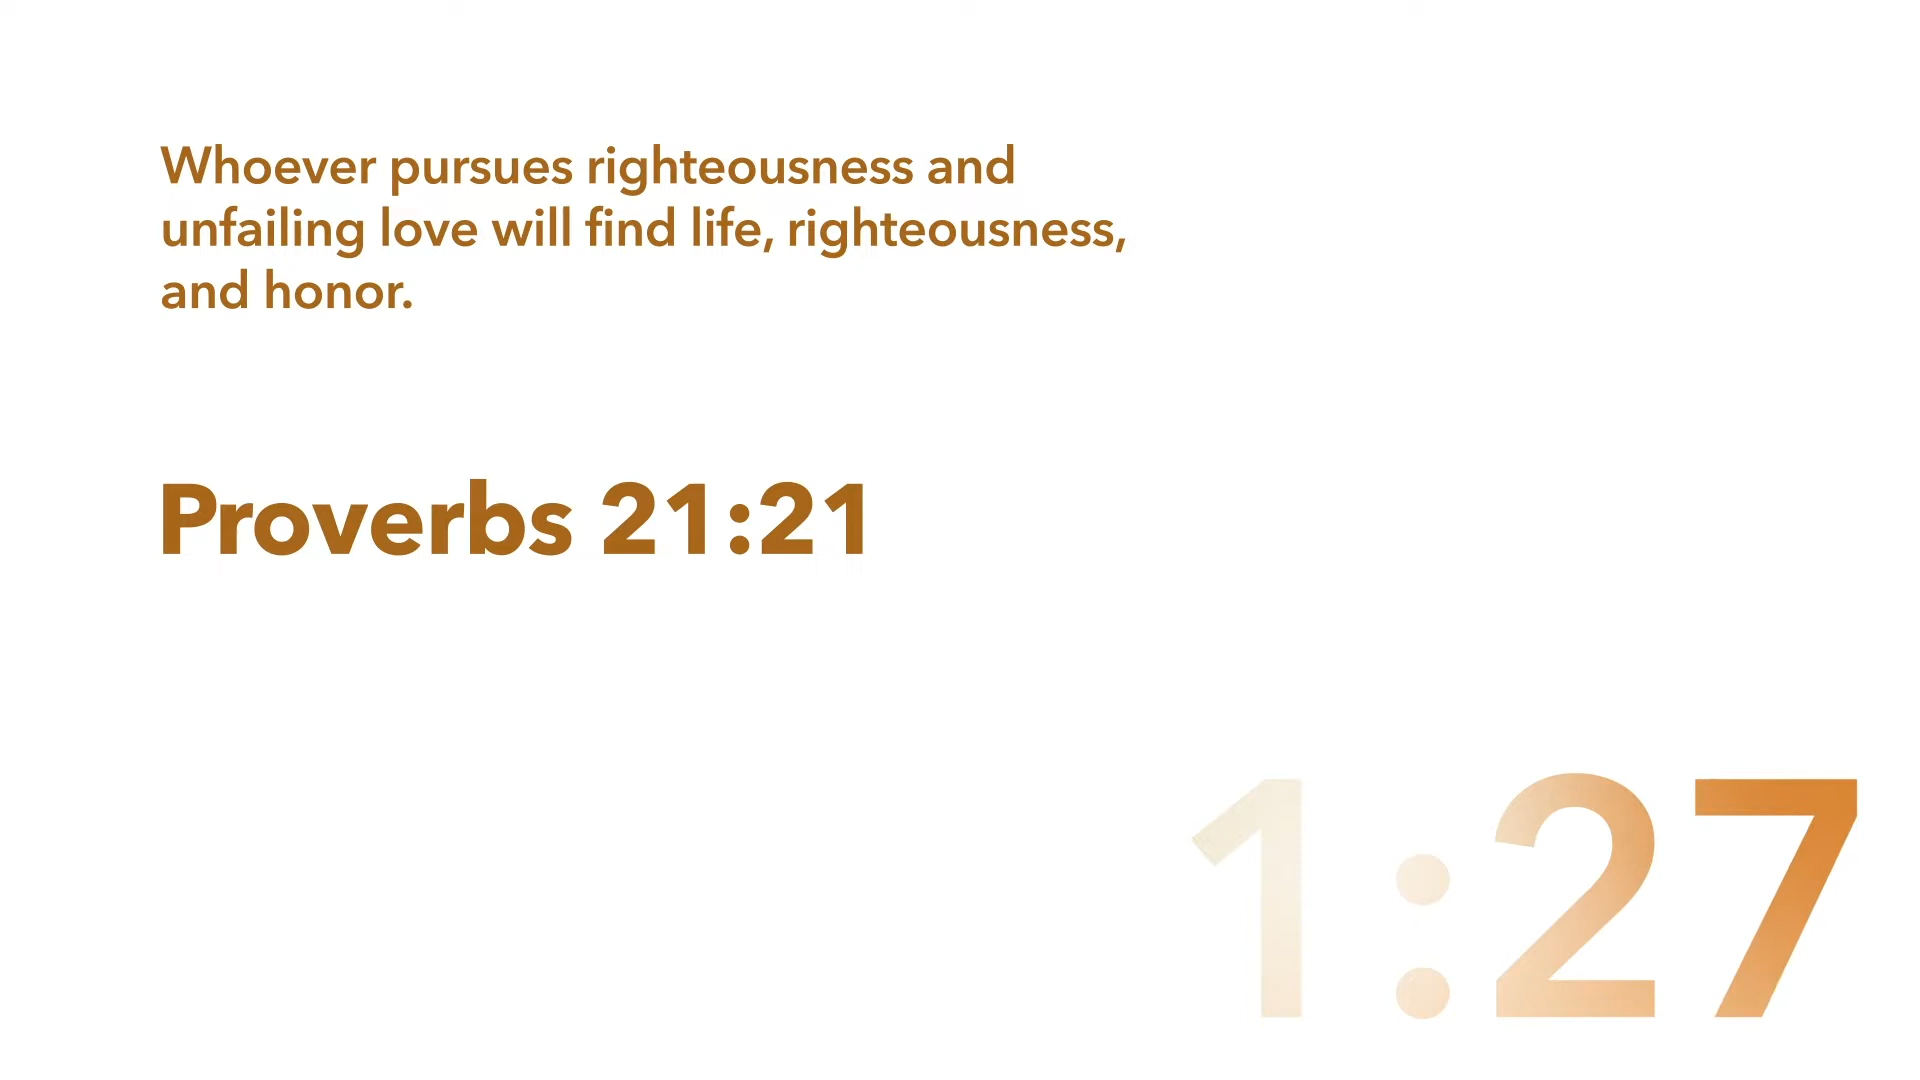 Whoever pursues righteousness and
unfailing love will find life, righteousness,
and honor.
Proverbs 21:21
1:27